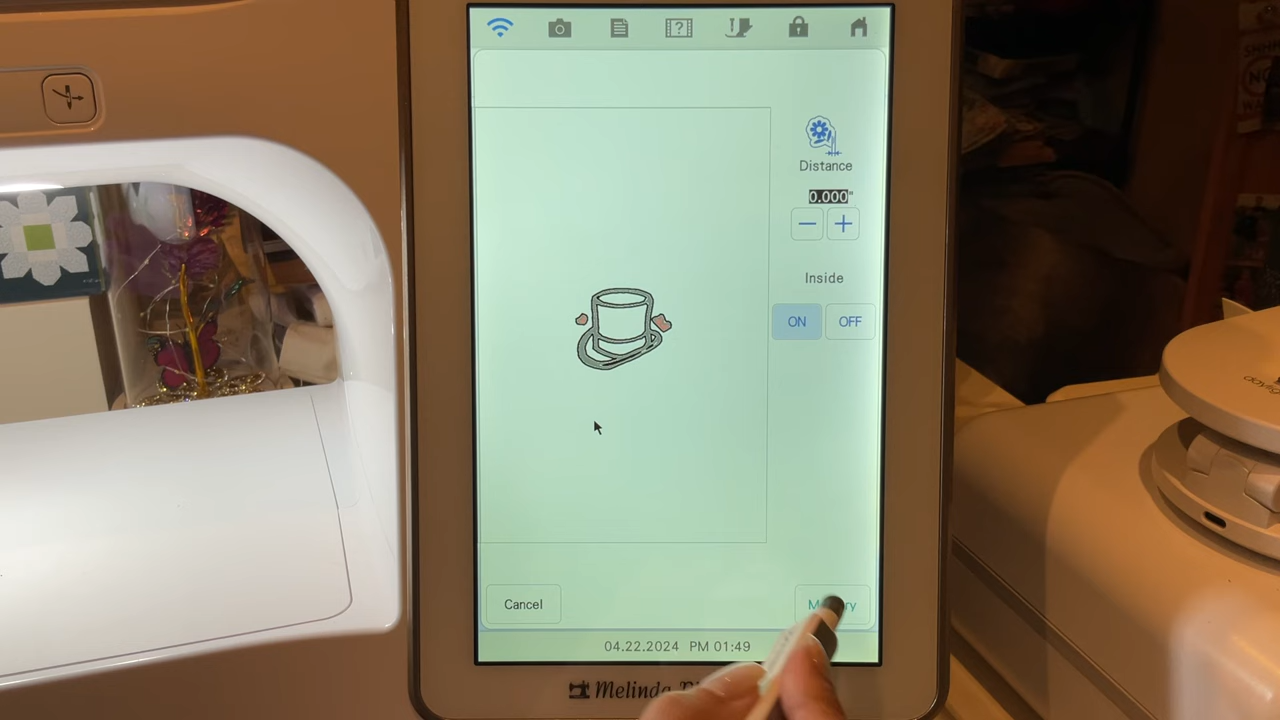 Distance
0.000"
Inside
ON
OFF
Cancel
04.22.2024 PM 01:49
Melinda